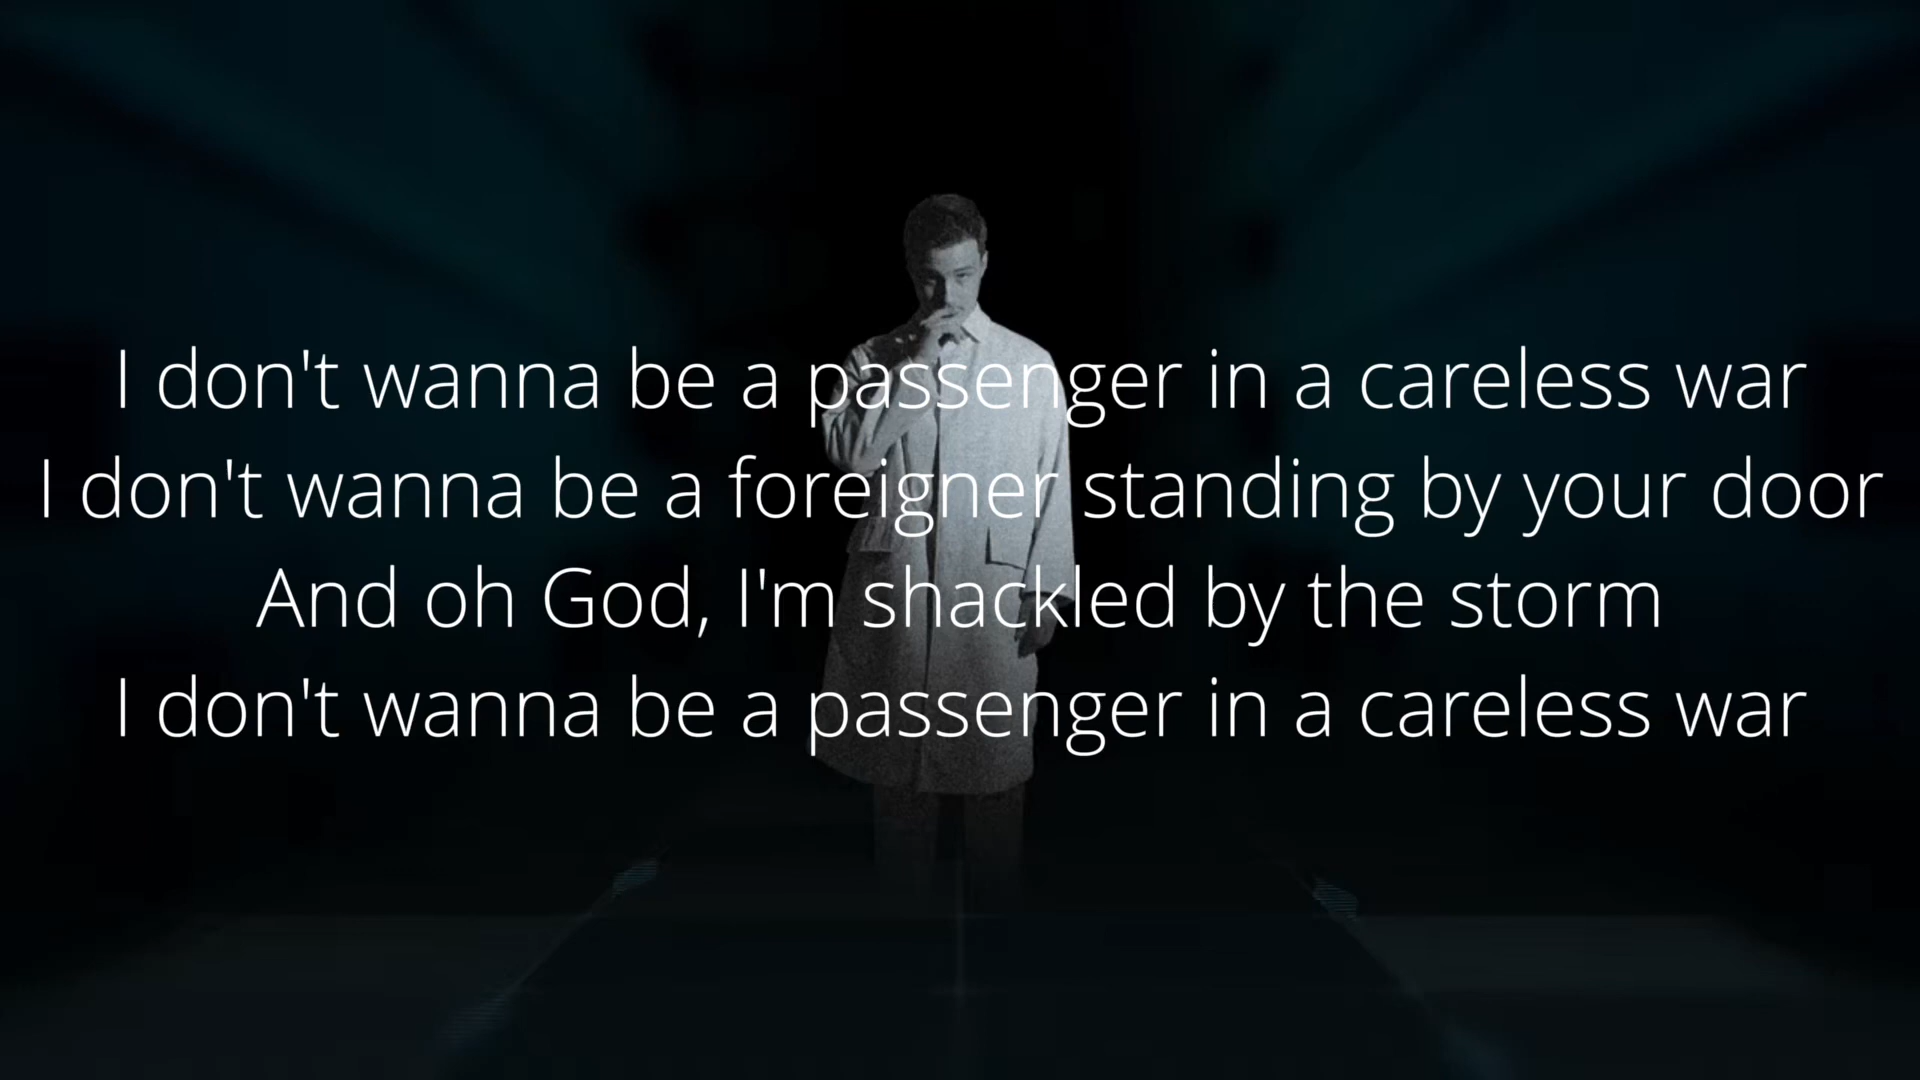 I don't wanna be a passenger in a careless war
I don't wanna be a foreigner standing by your door
And oh God, I'm shackled by the storm
I don't wanna be a passenger in a careless war